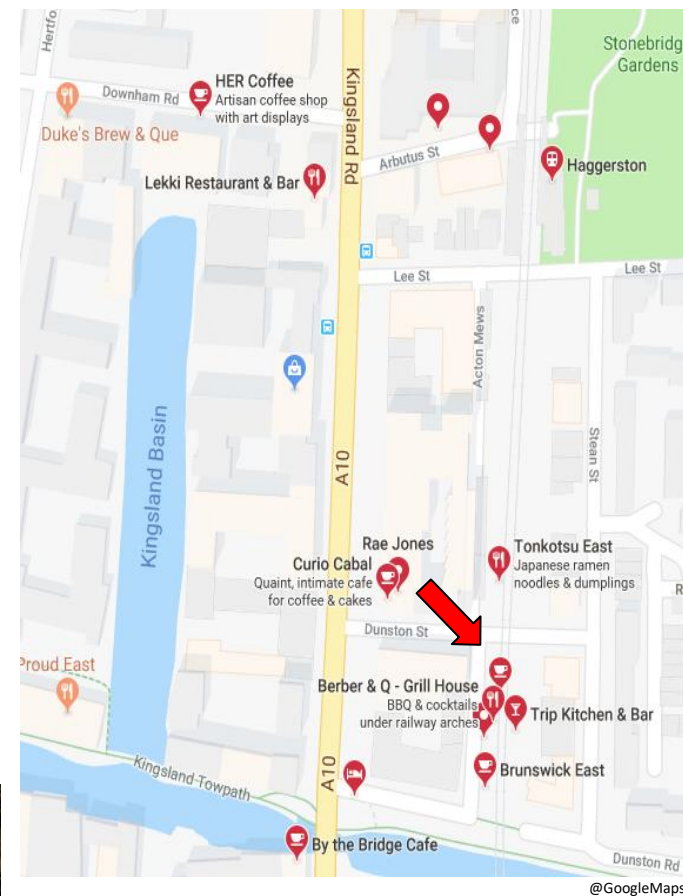 Hertfo
ce
Stonebridg
Gardens
HER Coffee
Artisan coffee shop
with art displays
Downham Rd
Duke's Brew & Que
Kingsland Rd
Arbutus St
Lekki Restaurant & Bar
Haggerston
Lee St
Lee St
Acton Mews
Kingsland Basin
A10
Stean St
Rae Jones
Curio Cabal
Quaint, intimate cafe
for coffee & cakes
Tonkotsu East
Japanese ramen
noodles & dumplings
R
Dunston St
Proud East
Berber & Q - Grill House
BBQ & cocktails
under railway arches
Trip Kitchen & Bar
Brunswick East
Kingsland Towpath
A10
By the Bridge Cafe
Dunston Rd
@GoogleMaps